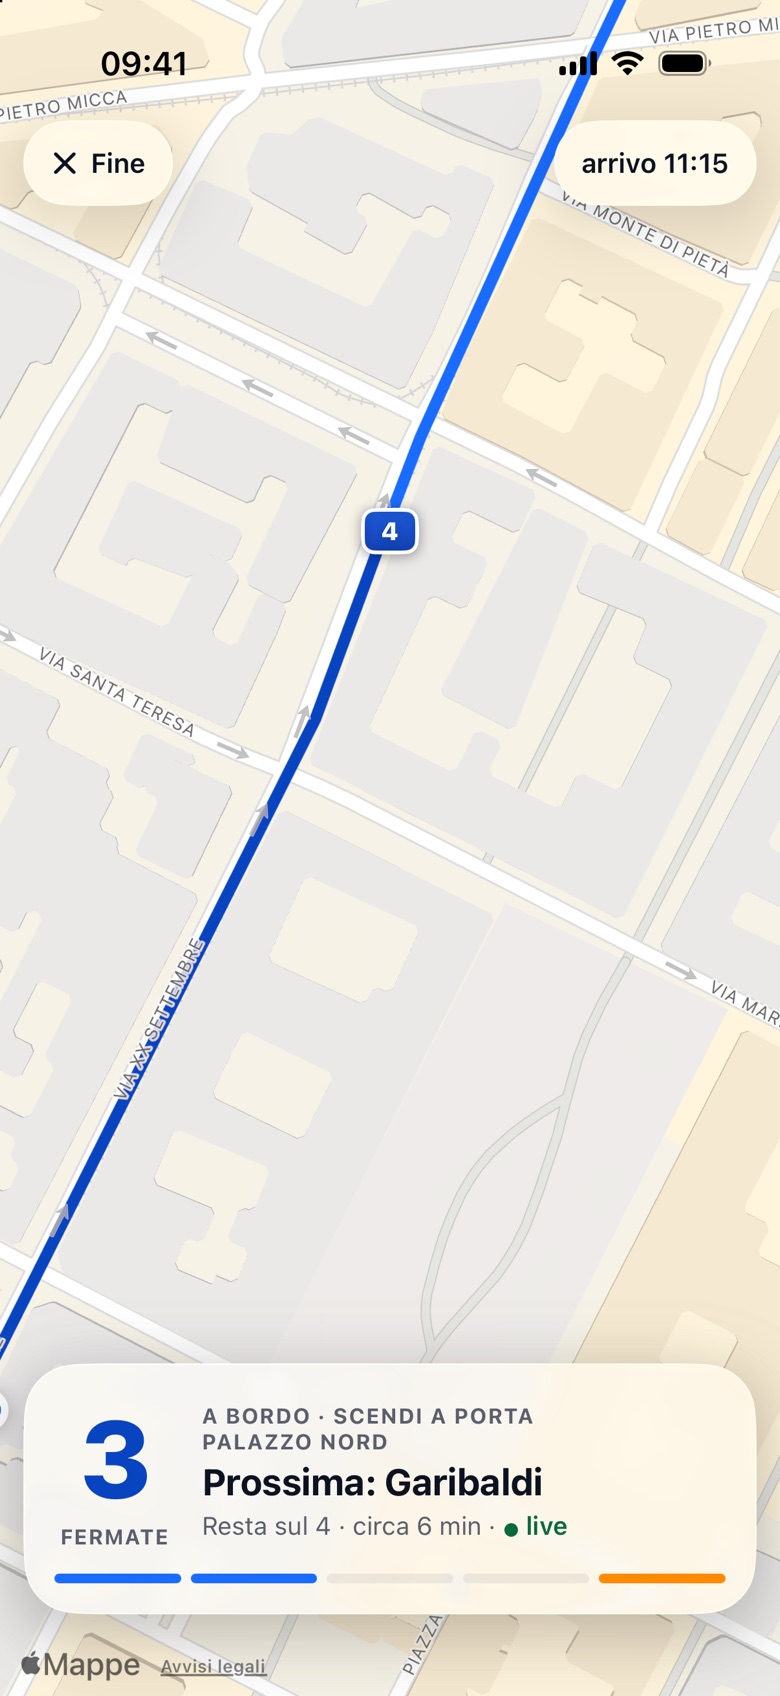 09:41
VIA PIETRO MI
PIETRO MICCA
Fine
arrivo 11:15
VIA MONTE DI PIETÀ
4
VIA SANTA TERESA
VIA XX SETTEMBRE
VIA MAR
3
FERMATE
A BORDO · SCENDI A PORTA
PALAZZO NORD
Prossima: Garibaldi
Resta sul 4 · circa 6 min · ● live
PIAZZA
Mappe
Avvisi legali